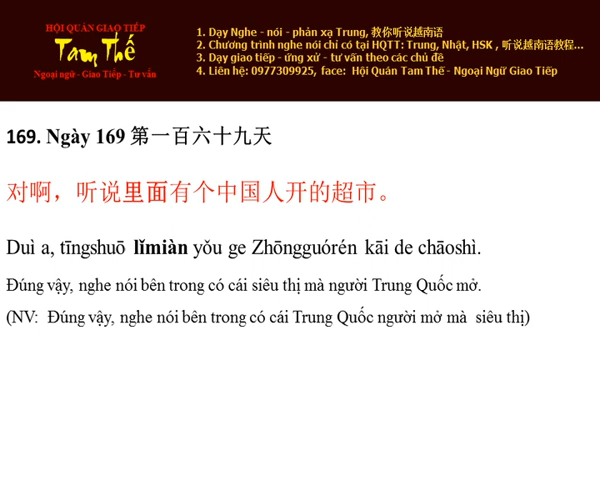 HỘI QUÁN GIAO TIẾP
Tam Thế
Ngoại ngữ - Giao Tiếp - Tư vấn
1. Dạy Nghe - nói - phản xạ Trung, 教你听说越南语
2. Chương trình nghe nói chỉ có tại HQTT: Trung, Nhật, HSK , 听说越南语教程...
3. Dạy giao tiếp - ứng xử - tư vấn theo các chủ đề
4. Liên hệ: 0977309925, face: Hội Quán Tam Thế - Ngoại Ngữ Giao Tiếp
169. Ngày 169 第一百六十九天
对啊，听说里面有个中国人开的超市。
Duì a, tīngshuō lǐmiàn yǒu ge Zhōngguórén kāi de chāoshì.
Đúng vậy, nghe nói bên trong có cái siêu thị mà người Trung Quốc mở.
(NV: Đúng vậy, nghe nói bên trong có cái Trung Quốc người mở mà siêu thị)